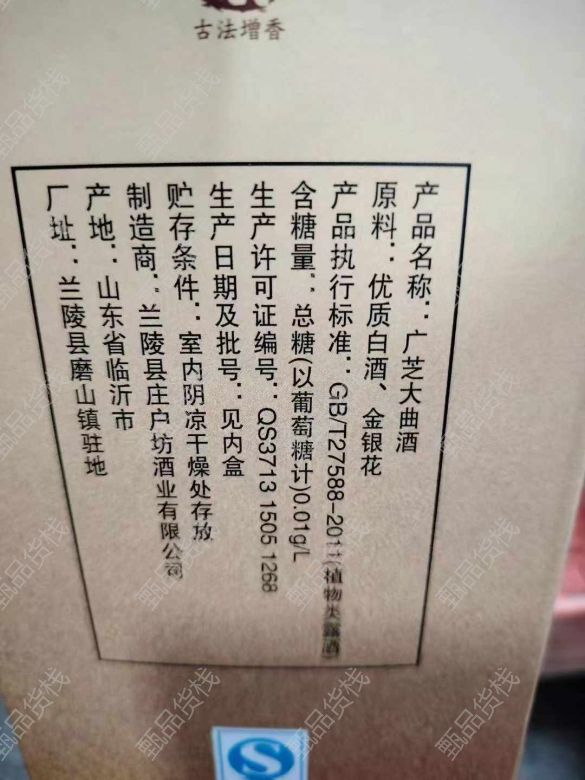 古法增香
产品名称：广芝大曲酒
原料：优质白酒、金银花
产品执行标准：GB/T27588-2011(植物类露酒)
含糖量：总糖(以葡萄糖计)0.01g/L
生产许可证编号：QS3713 1505 1268
生产日期及批号：见内盒
贮存条件：室内阴凉干燥处存放
制造商：兰陵县庄户坊酒业有限公司
产地：山东省临沂市
厂址：兰陵县磨山镇驻地
甄品货栈